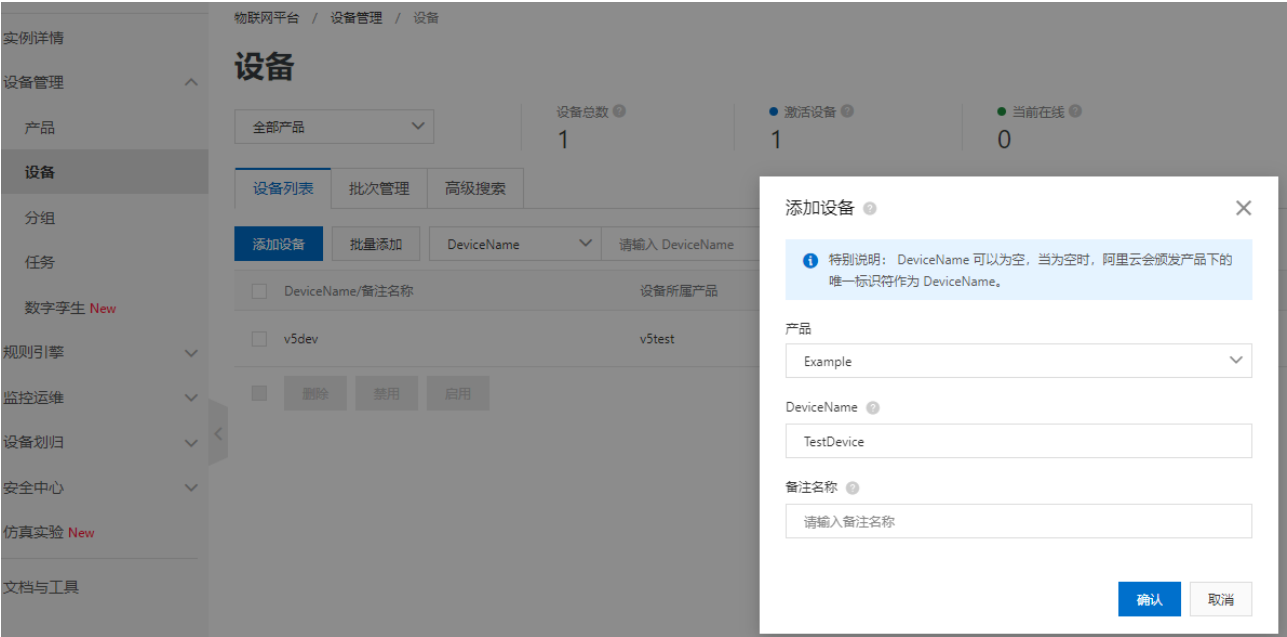 物联网平台 / 设备管理 / 设备
实例详情
设备管理
产品
设备
分组
任务
数字孪生 New
规则引擎
监控运维
设备划归
安全中心
仿真实验 New
文档与工具
设备
全部产品
设备总数
1
激活设备
1
当前在线
0
设备列表 批次管理 高级搜索
添加设备 批量添加 DeviceName 请输入 DeviceName
DeviceName/备注名称 设备所属产品
v5dev v5test
删除 禁用 启用
添加设备
特别说明： DeviceName 可以为空，当为空时，阿里云会颁发产品下的
唯一标识符作为 DeviceName。
产品
Example
DeviceName
TestDevice
备注名称
请输入备注名称
确认 取消